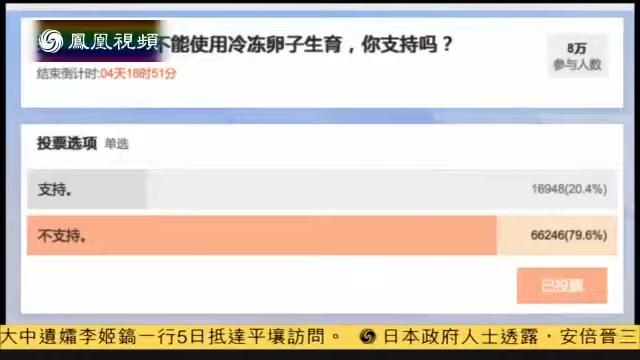 鳳凰視頻
不能使用冷冻卵子生育，你支持吗？
8万
结束倒计时:04天18时51分
参与人数
投票选项 单选
支持。 16948(20.4%)
不支持。 66246(79.6%)
已投票
大中遺孀李姬鎬一行5日抵達平壤訪問。 日本政府人士透露·安倍晉三